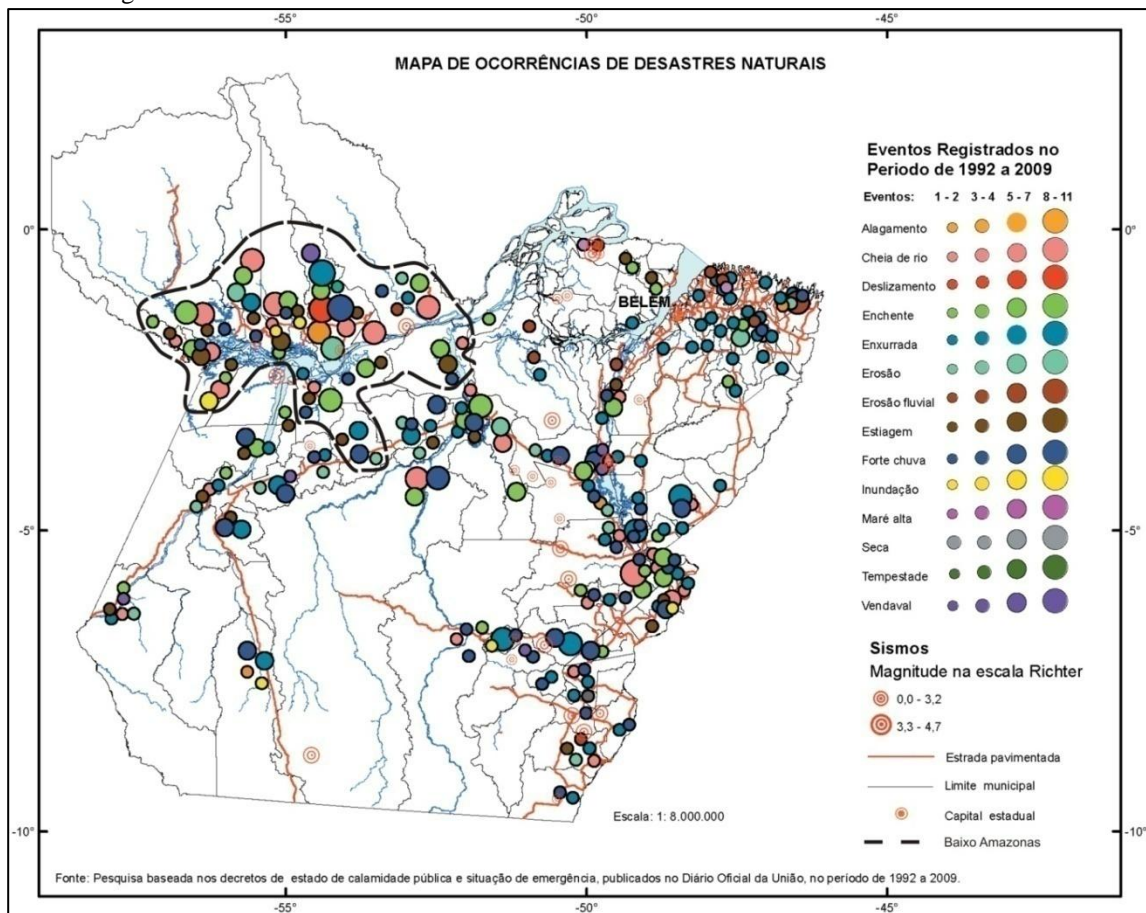 -55°
-50°
-45°
MAPA DE OCORRÊNCIAS DE DESASTRES NATURAIS
Eventos Registrados no
Periodo de 1992 a 2009
Eventos: 1 - 2 3 - 4 5 - 7 8 - 11
Alagamento
Cheia de rio
Deslizamento
Enchente
Enxurrada
Erosão
Erosão fluvial
Estiagem
Forte chuva
Inundação
Maré alta
Seca
Tempestade
Vendaval
Sismos
Magnitude na escala Richter
0,0 - 3,2
3,3 - 4,7
Estrada pavimentada
Limite municipal
Capital estadual
Baixo Amazonas
0°
0°
BELÉM
-5°
-5°
-10°
-10°
Escala: 1: 8.000.000
Fonte: Pesquisa baseada nos decretos de estado de calamidade pública e situação de emergência, publicados no Diário Oficial da União, no período de 1992 a 2009.
-55°
-50°
-45°